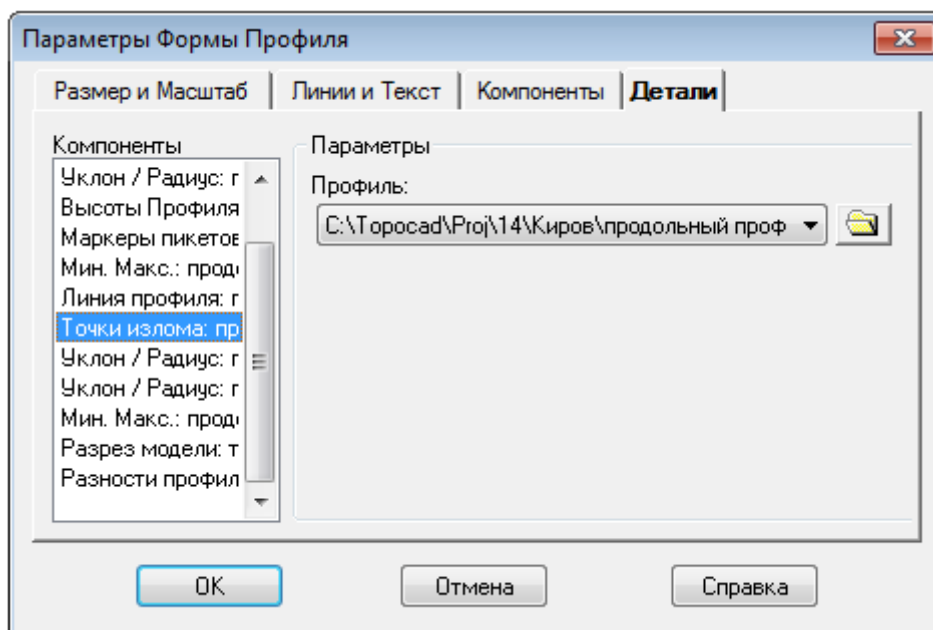 Параметры Формы Профиля
Размер и Масштаб
Линии и Текст
Компоненты
Детали
Компоненты
Уклон / Радиус: г
Высоты Профиля
Маркеры пикетов
Мин. Макс.: прод
Линия профиля: г
Точки излома: пр
Уклон / Радиус: г
Уклон / Радиус: г
Мин. Макс.: прод
Разрез модели: т
Разности профил
Параметры
Профиль:
C:\Topocad\Proj\14\Киров\продольный проф
OK
Отмена
Справка